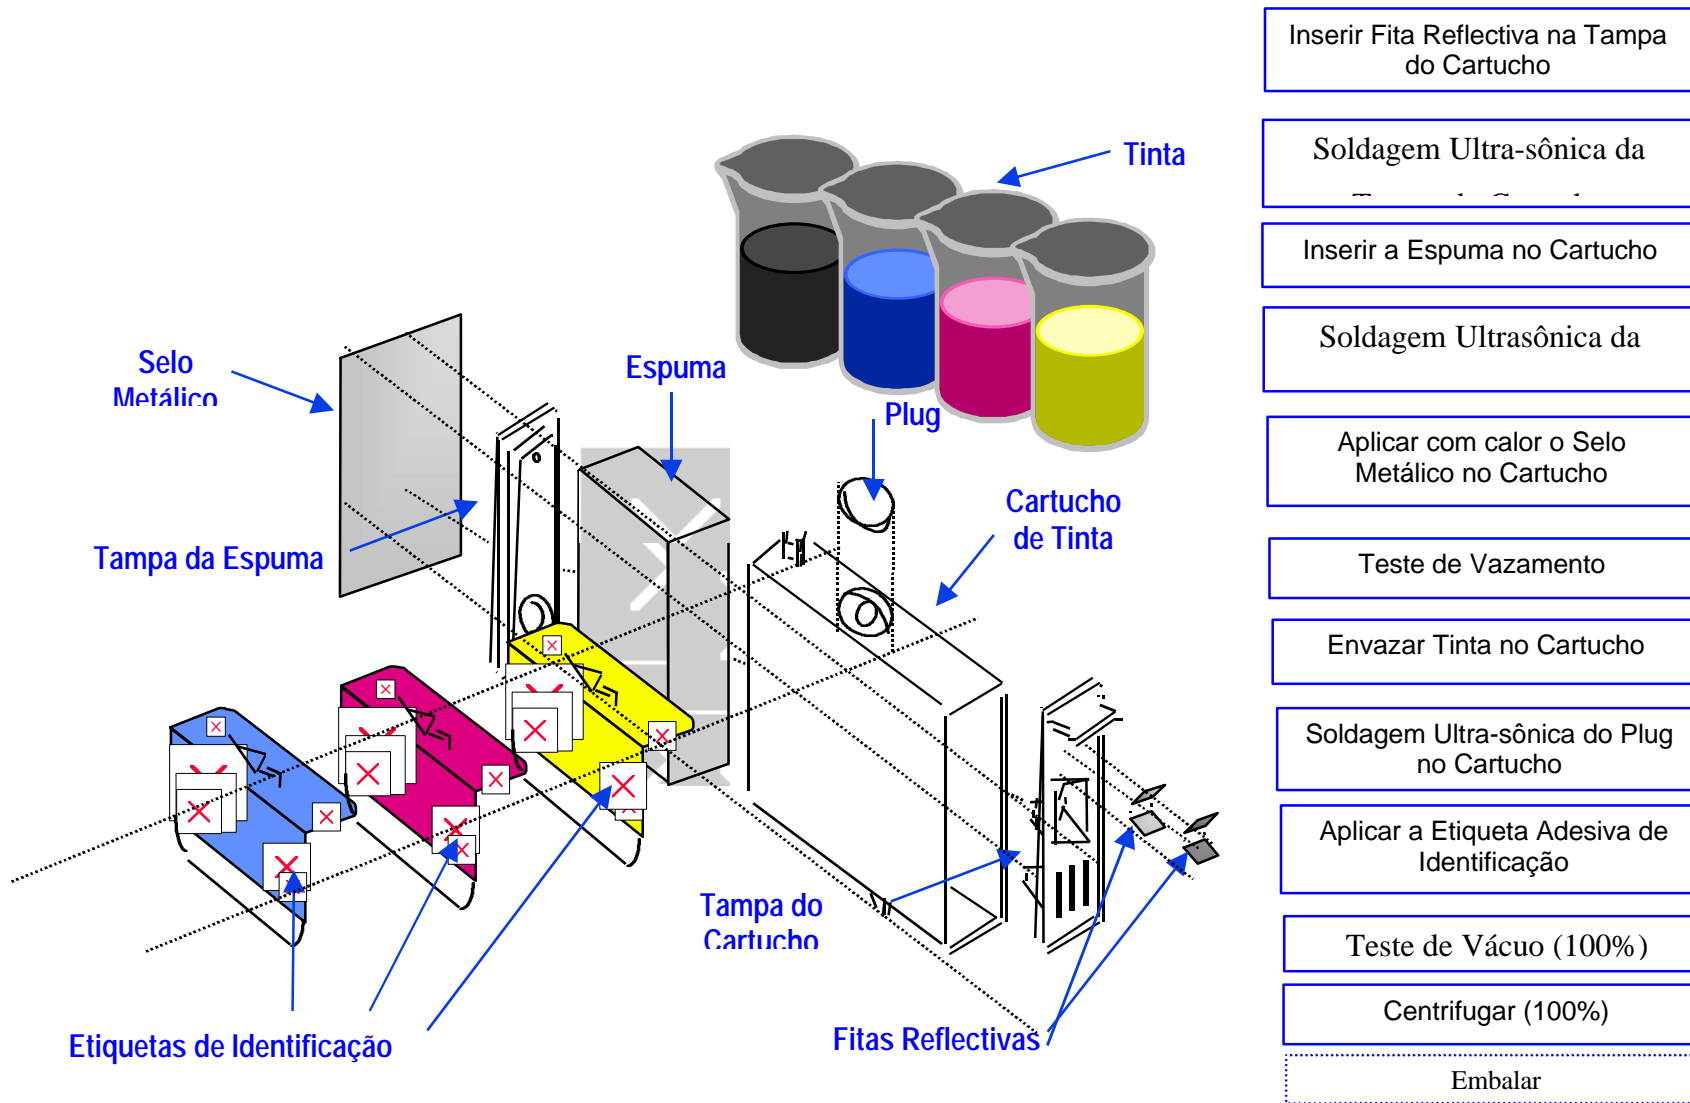 Inserir Fita Reflectiva na Tampa
do Cartucho
Soldagem Ultra-sônica da
Inserir a Espuma no Cartucho
Soldagem Ultrasônica da
Aplicar com calor o Selo
Metálico no Cartucho
Teste de Vazamento
Envazar Tinta no Cartucho
Soldagem Ultra-sônica do Plug
no Cartucho
Aplicar a Etiqueta Adesiva de
Identificação
Teste de Vácuo (100%)
Centrifugar (100%)
Embalar
Tinta
Selo
Metálico
Espuma
Plug
Cartucho
de Tinta
Tampa da Espuma
Tampa do
Cartucho
Etiquetas de Identificação
Fitas Reflectivas